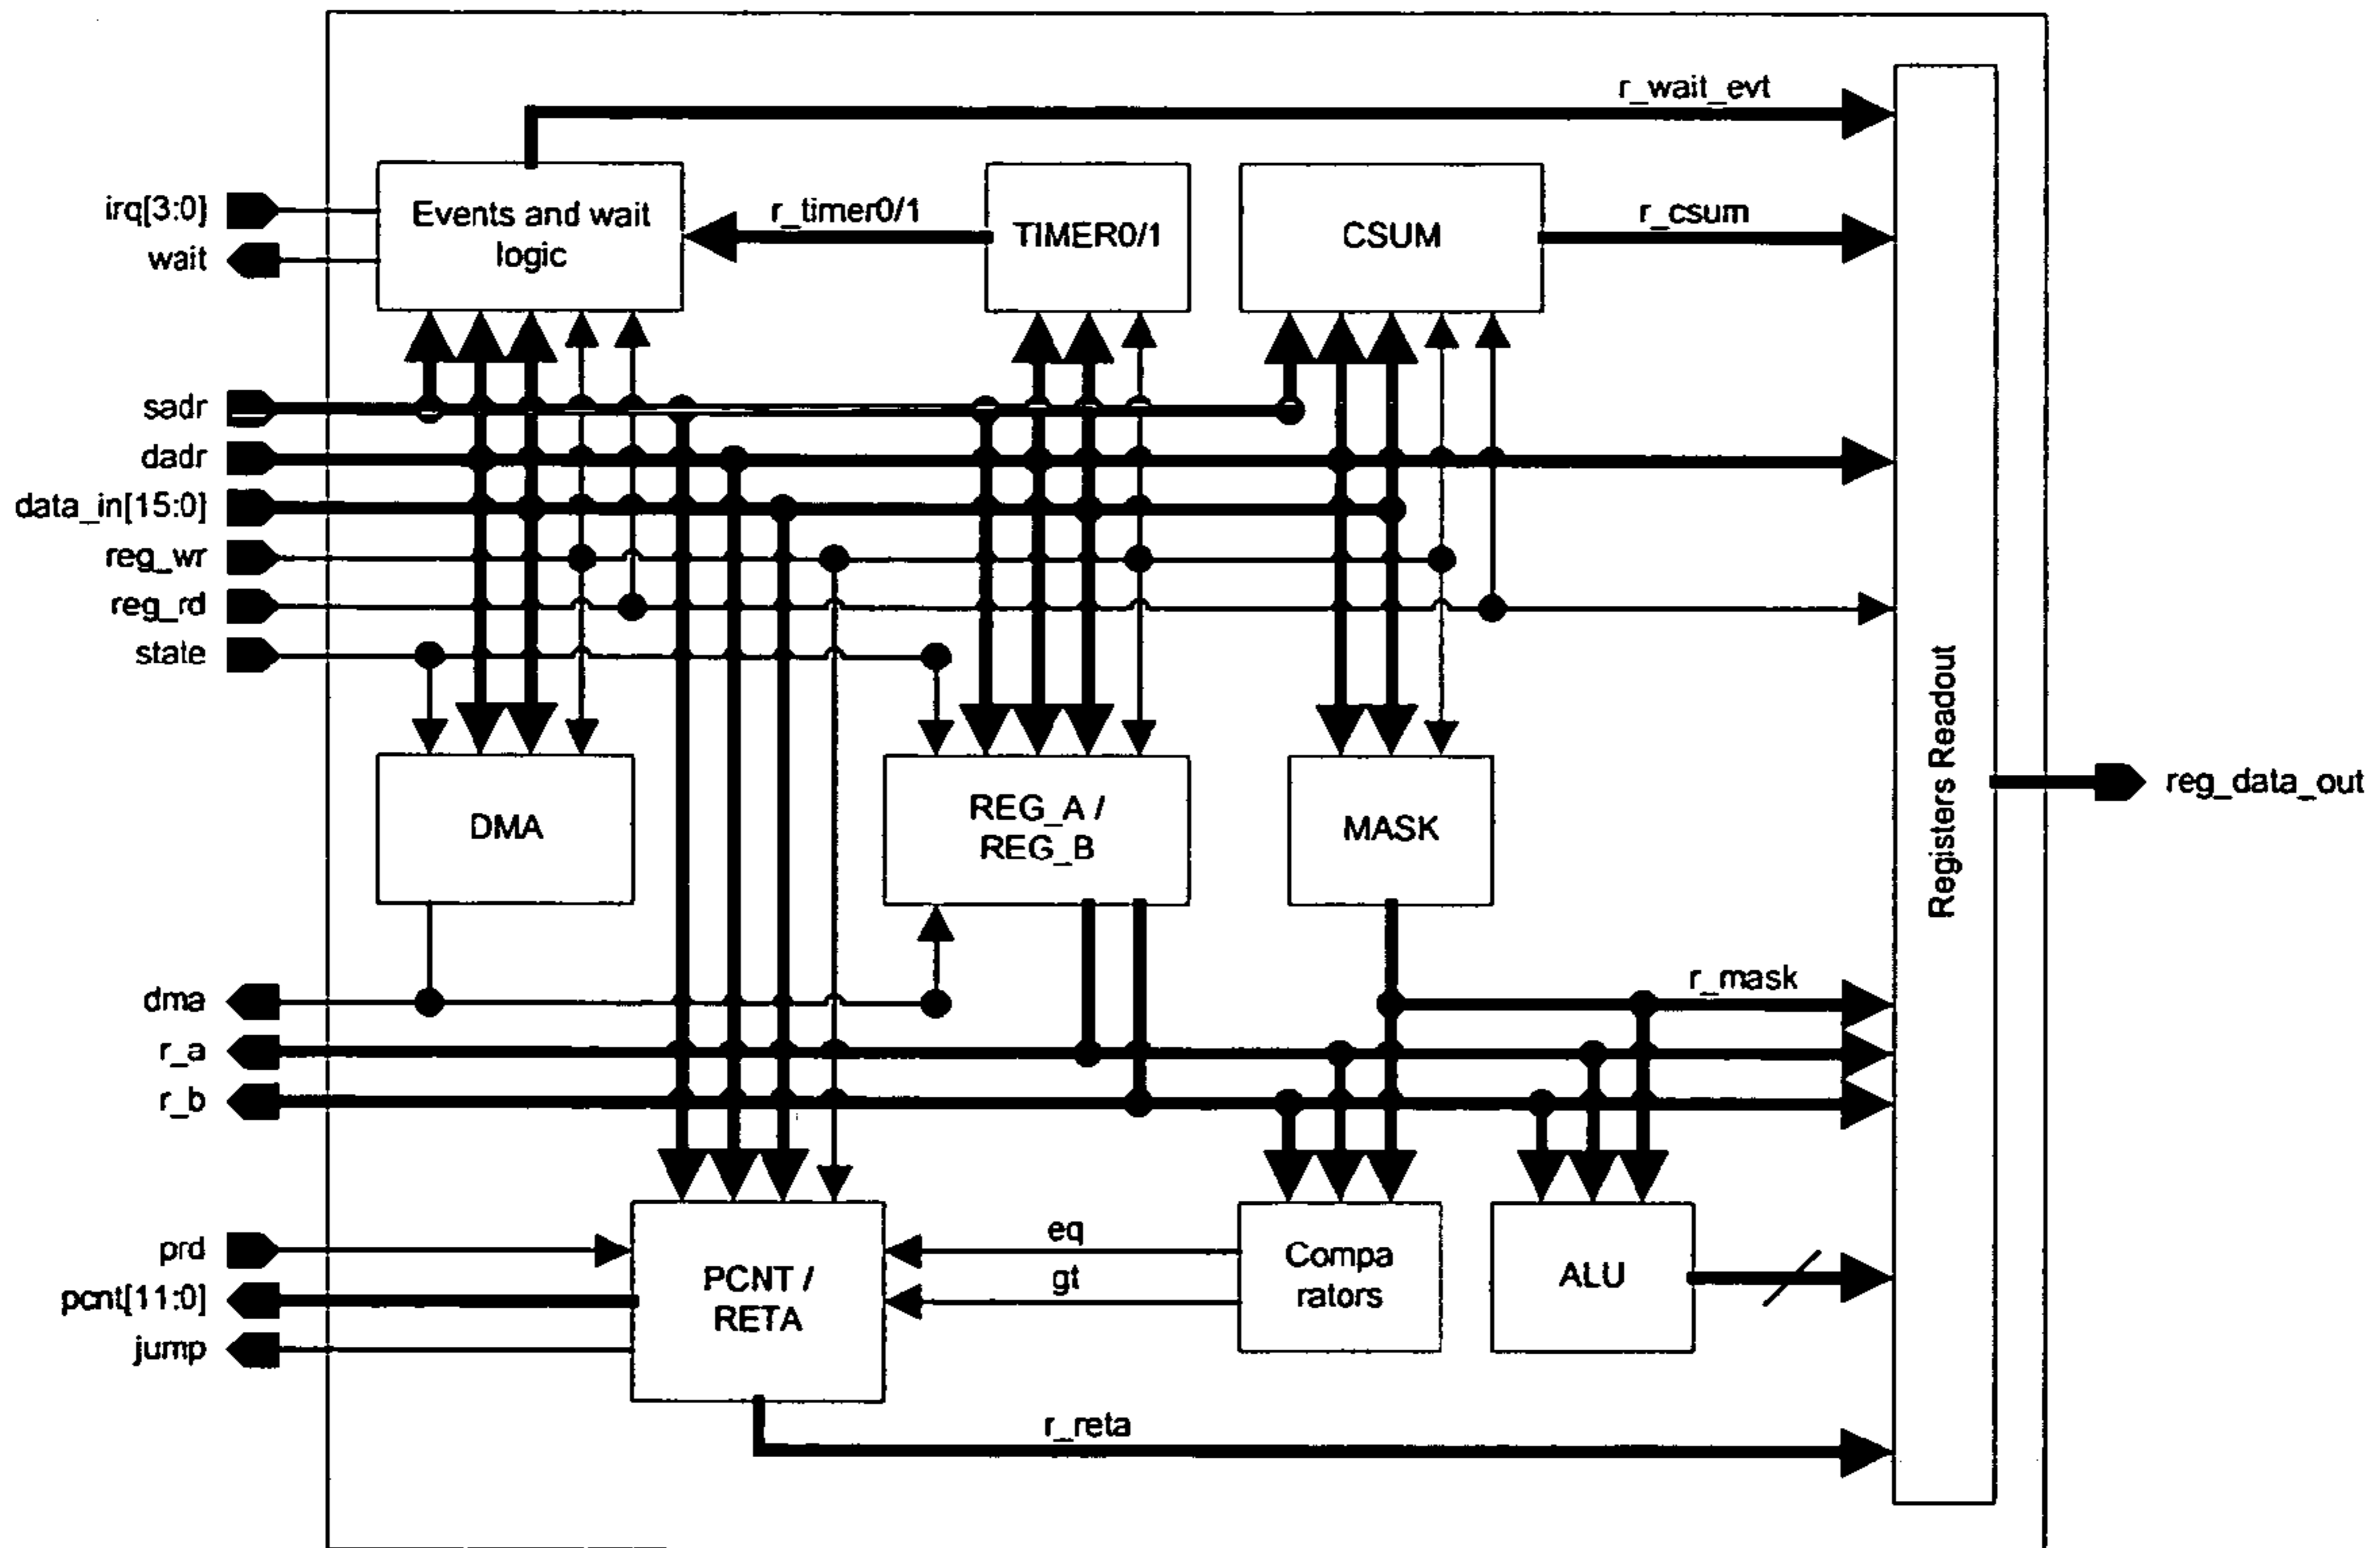 r_wait_evt
irq[3:0]
wait
Events and wait
logic
r_timer0/1
TIMER0/1
CSUM
r_csum
sadr
dadr
data_in[15:0]
reg_wr
reg_rd
state
DMA
REG_A /
REG_B
MASK
Registers Readout
reg_data_out
dma
r_a
r_b
r_mask
prd
pcnt[11:0]
jump
PCNT /
RETA
eq
gt
Compa
rators
ALU
r_reta